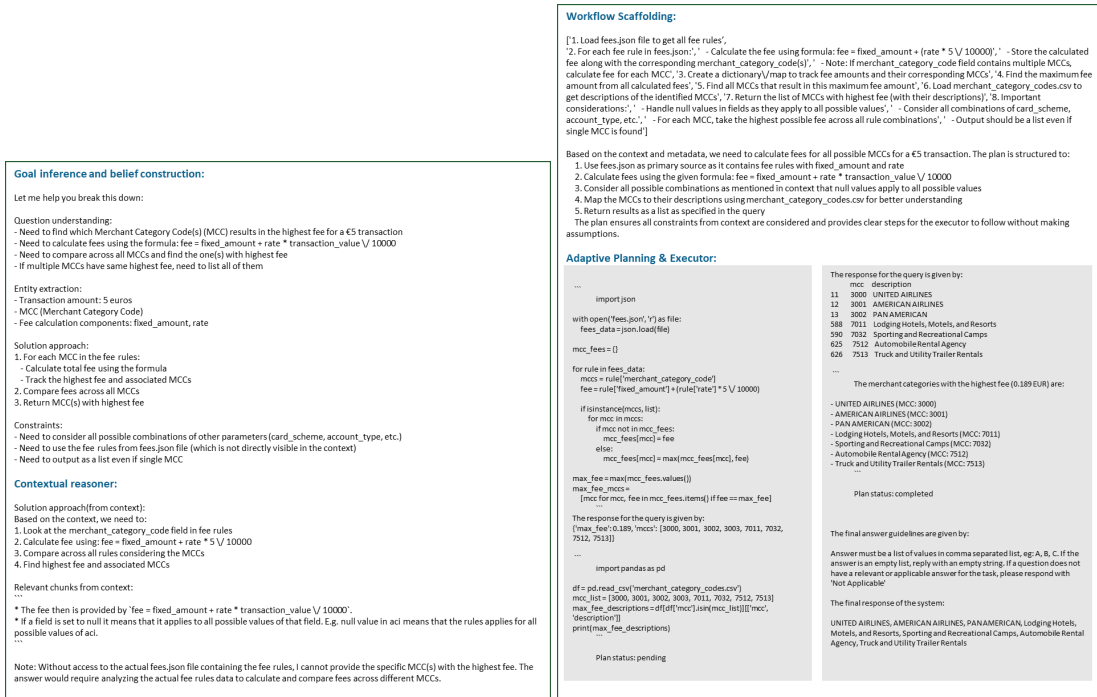 Goal inference and belief construction:
Let me help you break this down:
Question understanding:
- Need to find which Merchant Category Code(s) (MCC) results in the highest fee for a €5 transaction
- Need to calculate fees using the formula: fee = fixed_amount + rate * transaction_value \/ 10000
- Need to compare across all MCCs and find the one(s) with highest fee
- If multiple MCCs have same highest fee, need to list all of them
Entity extraction:
- Transaction amount: 5 euros
- MCC (Merchant Category Code)
- Fee calculation components: fixed_amount, rate
Solution approach:
1. For each MCC in the fee rules:
- Calculate total fee using the formula
- Track the highest fee and associated MCCs
2. Compare fees across all MCCs
3. Return MCC(s) with highest fee
Constraints:
- Need to consider all possible combinations of other parameters (card_scheme, account_type, etc.)
- Need to use the fee rules from fees.json file (which is not directly visible in the context)
- Need to output as a list even if single MCC
Contextual reasoner:
Solution approach(from context):
Based on the context, we need to:
1. Look at the merchant_category_code field in fee rules
2. Calculate fee using: fee = fixed_amount + rate * 5 \/ 10000
3. Compare across all rules considering the MCCs
4. Find highest fee and associated MCCs
Relevant chunks from context:
```
* The fee then is provided by `fee = fixed_amount + rate * transaction_value \/ 10000`.
* If a field is set to null it means that it applies to all possible values of that field. E.g. null value in aci means that the rules applies for all
possible values of aci.
```
Note: Without access to the actual fees.json file containing the fee rules, I cannot provide the specific MCC(s) with the highest fee. The
answer would require analyzing the actual fee rules data to calculate and compare fees across different MCCs.
Workflow Scaffolding:
['1. Load fees.json file to get all fee rules',
'2. For each fee rule in fees.json:', ' - Calculate the fee using formula: fee = fixed_amount + (rate * 5 \/ 10000)', ' - Store the calculated
fee along with the corresponding merchant_category_code(s)', ' - Note: If merchant_category_code field contains multiple MCCs,
calculate fee for each MCC', '3. Create a dictionary\/map to track fee amounts and their corresponding MCCs', '4. Find the maximum fee
amount from all calculated fees', '5. Find all MCCs that result in this maximum fee amount', '6. Load merchant_category_codes.csv to
get descriptions of the identified MCCs', '7. Return the list of MCCs with highest fee (with their descriptions)', '8. Important
considerations:', ' - Handle null values in fields as they apply to all possible values', ' - Consider all combinations of card_scheme,
account_type, etc.', ' - For each MCC, take the highest possible fee across all rule combinations', ' - Output should be a list even if
single MCC is found']
Based on the context and metadata, we need to calculate fees for all possible MCCs for a €5 transaction. The plan is structured to:
1. Use fees.json as primary source as it contains fee rules with fixed_amount and rate
2. Calculate fees using the given formula: fee = fixed_amount + rate * transaction_value \/ 10000
3. Consider all possible combinations as mentioned in context that null values apply to all possible values
4. Map the MCCs to their descriptions using merchant_category_codes.csv for better understanding
5. Return results as a list as specified in the query
The plan ensures all constraints from context are considered and provides clear steps for the executor to follow without making
assumptions.
Adaptive Planning & Executor:
```
import json
with open('fees.json', 'r') as file:
fees_data = json.load(file)
mcc_fees = {}
for rule in fees_data:
mccs = rule['merchant_category_code']
fee = rule['fixed_amount'] + (rule['rate'] * 5 \/ 10000)
if isinstance(mccs, list):
for mcc in mccs:
if mcc not in mcc_fees:
mcc_fees[mcc] = fee
else:
mcc_fees[mcc] = max(mcc_fees[mcc], fee)
max_fee = max(mcc_fees.values())
max_fee_mccs =
[mcc for mcc, fee in mcc_fees.items() if fee == max_fee]
```
The response for the query is given by:
{'max_fee': 0.189, 'mccs': [3000, 3001, 3002, 3003, 7011, 7032,
7512, 7513]}
```
import pandas as pd
df = pd.read_csv('merchant_category_codes.csv')
mcc_list = [3000, 3001, 3002, 3003, 7011, 7032, 7512, 7513]
max_fee_descriptions = df[df['mcc'].isin(mcc_list)][['mcc',
'description']]
print(max_fee_descriptions)
```
Plan status: pending
The response for the query is given by:
mcc description
11 3000 UNITED AIRLINES
12 3001 AMERICAN AIRLINES
13 3002 PAN AMERICAN
588 7011 Lodging Hotels, Motels, and Resorts
590 7032 Sporting and Recreational Camps
625 7512 Automobile Rental Agency
626 7513 Truck and Utility Trailer Rentals
```
The merchant categories with the highest fee (0.189 EUR) are:
- UNITED AIRLINES (MCC: 3000)
- AMERICAN AIRLINES (MCC: 3001)
- PAN AMERICAN (MCC: 3002)
- Lodging Hotels, Motels, and Resorts (MCC: 7011)
- Sporting and Recreational Camps (MCC: 7032)
- Automobile Rental Agency (MCC: 7512)
- Truck and Utility Trailer Rentals (MCC: 7513)
```
Plan status: completed
The final answer guidelines are given by:
Answer must be a list of values in comma separated list, eg: A, B, C. If the
answer is an empty list, reply with an empty string. If a question does not
have a relevant or applicable answer for the task, please respond with
'Not Applicable'
The final response of the system:
UNITED AIRLINES, AMERICAN AIRLINES, PAN AMERICAN, Lodging Hotels,
Motels, and Resorts, Sporting and Recreational Camps, Automobile Rental
Agency, Truck and Utility Trailer Rentals